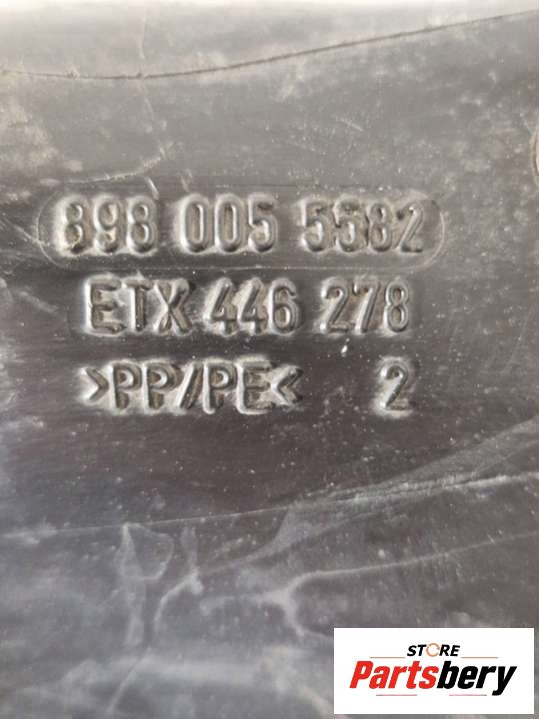 898 005 5582
ETX 446 278
>PP/PE< 2
STORE
Partsbery